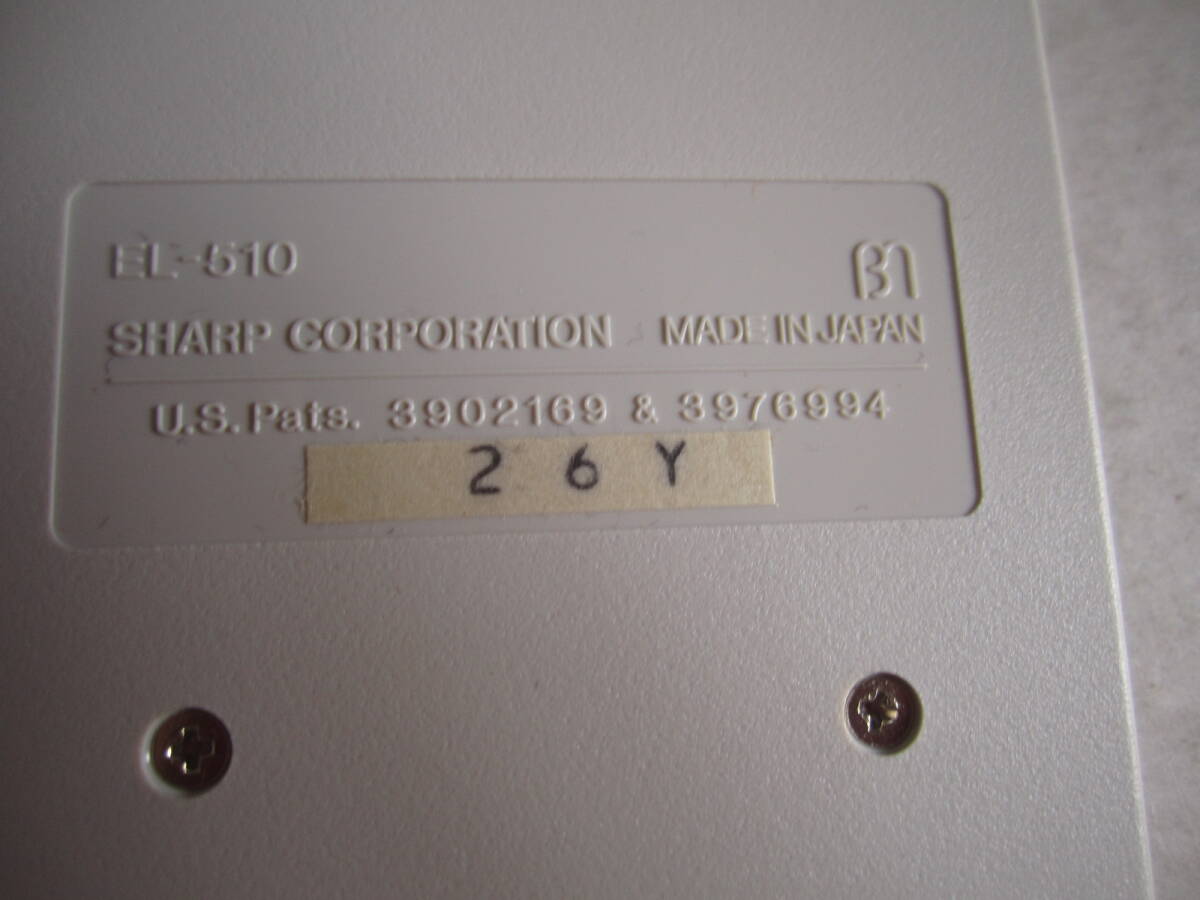 EL-510
SHARP CORPORATION MADE IN JAPAN
U.S. Pats. 3902169 & 3976994
2 6 Y